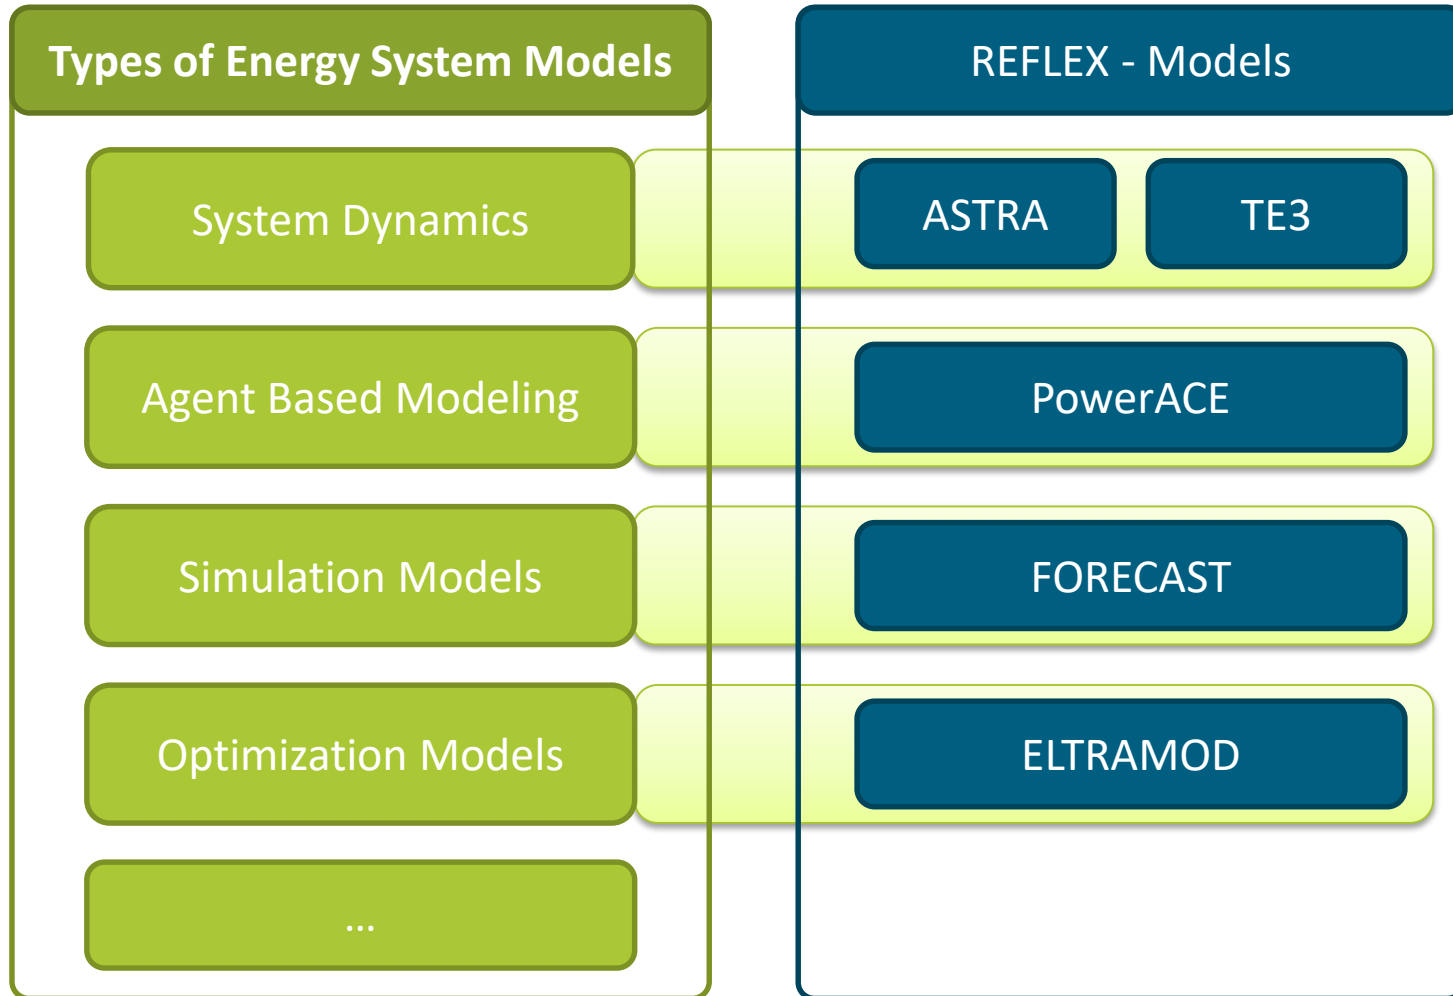 Types of Energy System Models
REFLEX - Models
System Dynamics
ASTRA
TE3
Agent Based Modeling
PowerACE
Simulation Models
FORECAST
Optimization Models
ELTRAMOD
...